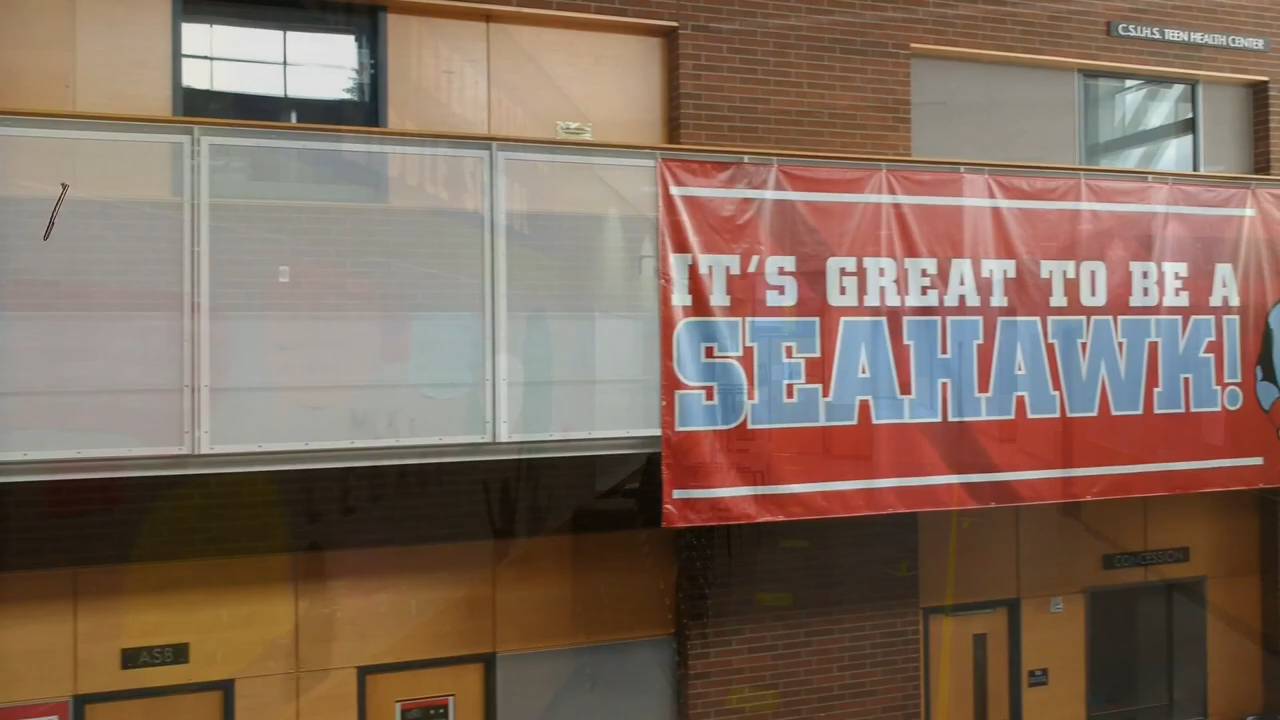 C.S.I.H.S. TEEN HEALTH CENTER
IT'S GREAT TO BE A
SEAHAWK!
CONCESSION
ASB